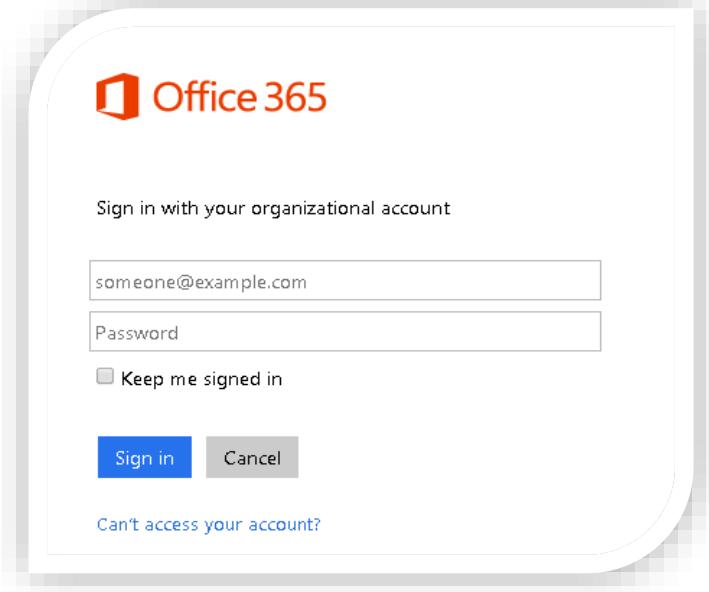 Office 365
Sign in with your organizational account
someone@example.com
Password
Keep me signed in
Sign in Cancel
Can't access your account?